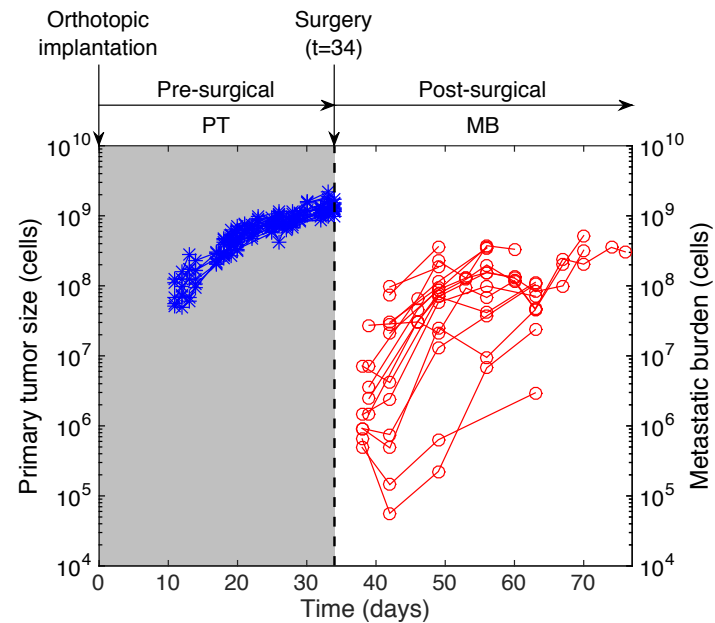 Orthotopic
implantation
Surgery
(t=34)
Pre-surgical
Post-surgical
PT
MB
10^10
10^9
10^8
10^7
10^6
10^5
10^4
Primary tumor size (cells)
10^10
10^9
10^8
10^7
10^6
10^5
10^4
Metastatic burden (cells)
0 10 20 30 40 50 60 70
Time (days)